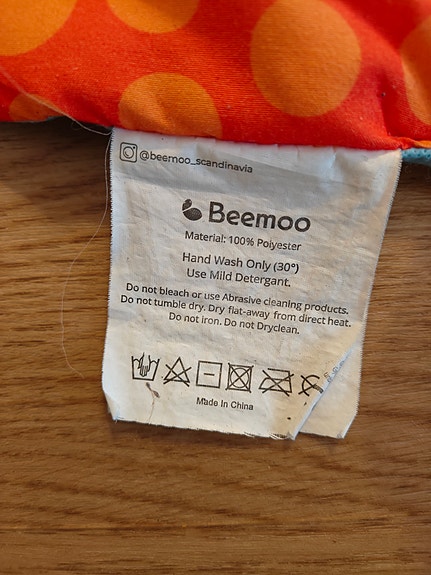 @beemoo_scandinavia
Beemoo
Material: 100% Polyester
Hand Wash Only (30°)
Use Mild Detergant.
Do not bleach or use Abrasive cleaning products.
Do not tumble dry. Dry flat-away from direct heat.
Do not iron. Do not Dryclean.
Made In China